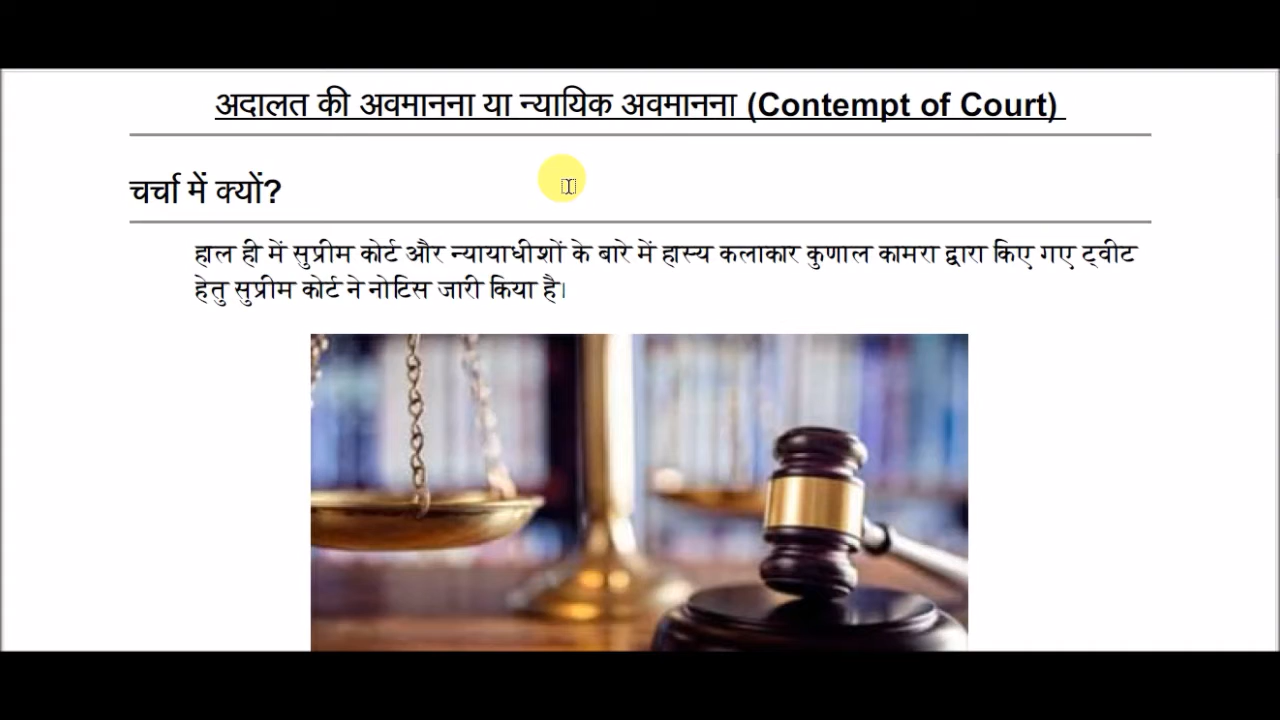 अदालत की अवमानना या न्यायिक अवमानना (Contempt of Court)
चर्चा में क्यों?
हाल ही में सुप्रीम कोर्ट और न्यायाधीशों के बारे में हास्य कलाकार कुणाल कामरा द्वारा किए गए ट्वीट
हेतु सुप्रीम कोर्ट ने नोटिस जारी किया है।